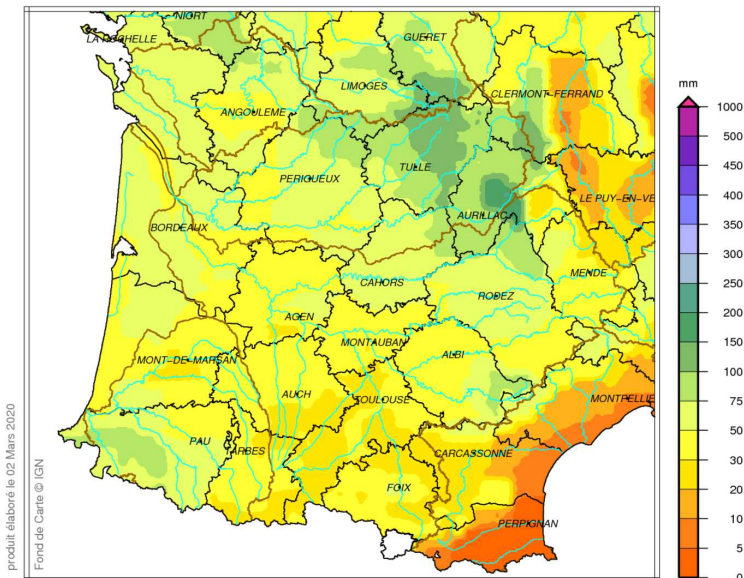 NIORT
LA ROCHELLE
GUERET
LIMOGES
CLERMONT-FERRAND
ANGOULEME
PERIGUEUX
TULLE
LE PUY-EN-VE
AURILLAC
BORDEAUX
MENDE
CAHORS
RODEZ
AGEN
MONTAUBAN
ALBI
MONT-DE-MARSAN
AUCH
TOULOUSE
MONTPELLIE
PAU
ARBES
CARCASSONNE
FOIX
PERPIGNAN
mm
1000
500
450
400
350
300
250
200
150
100
75
50
30
20
10
5
0
produit élaboré le 02 Mars 2020
Fond de Carte © IGN